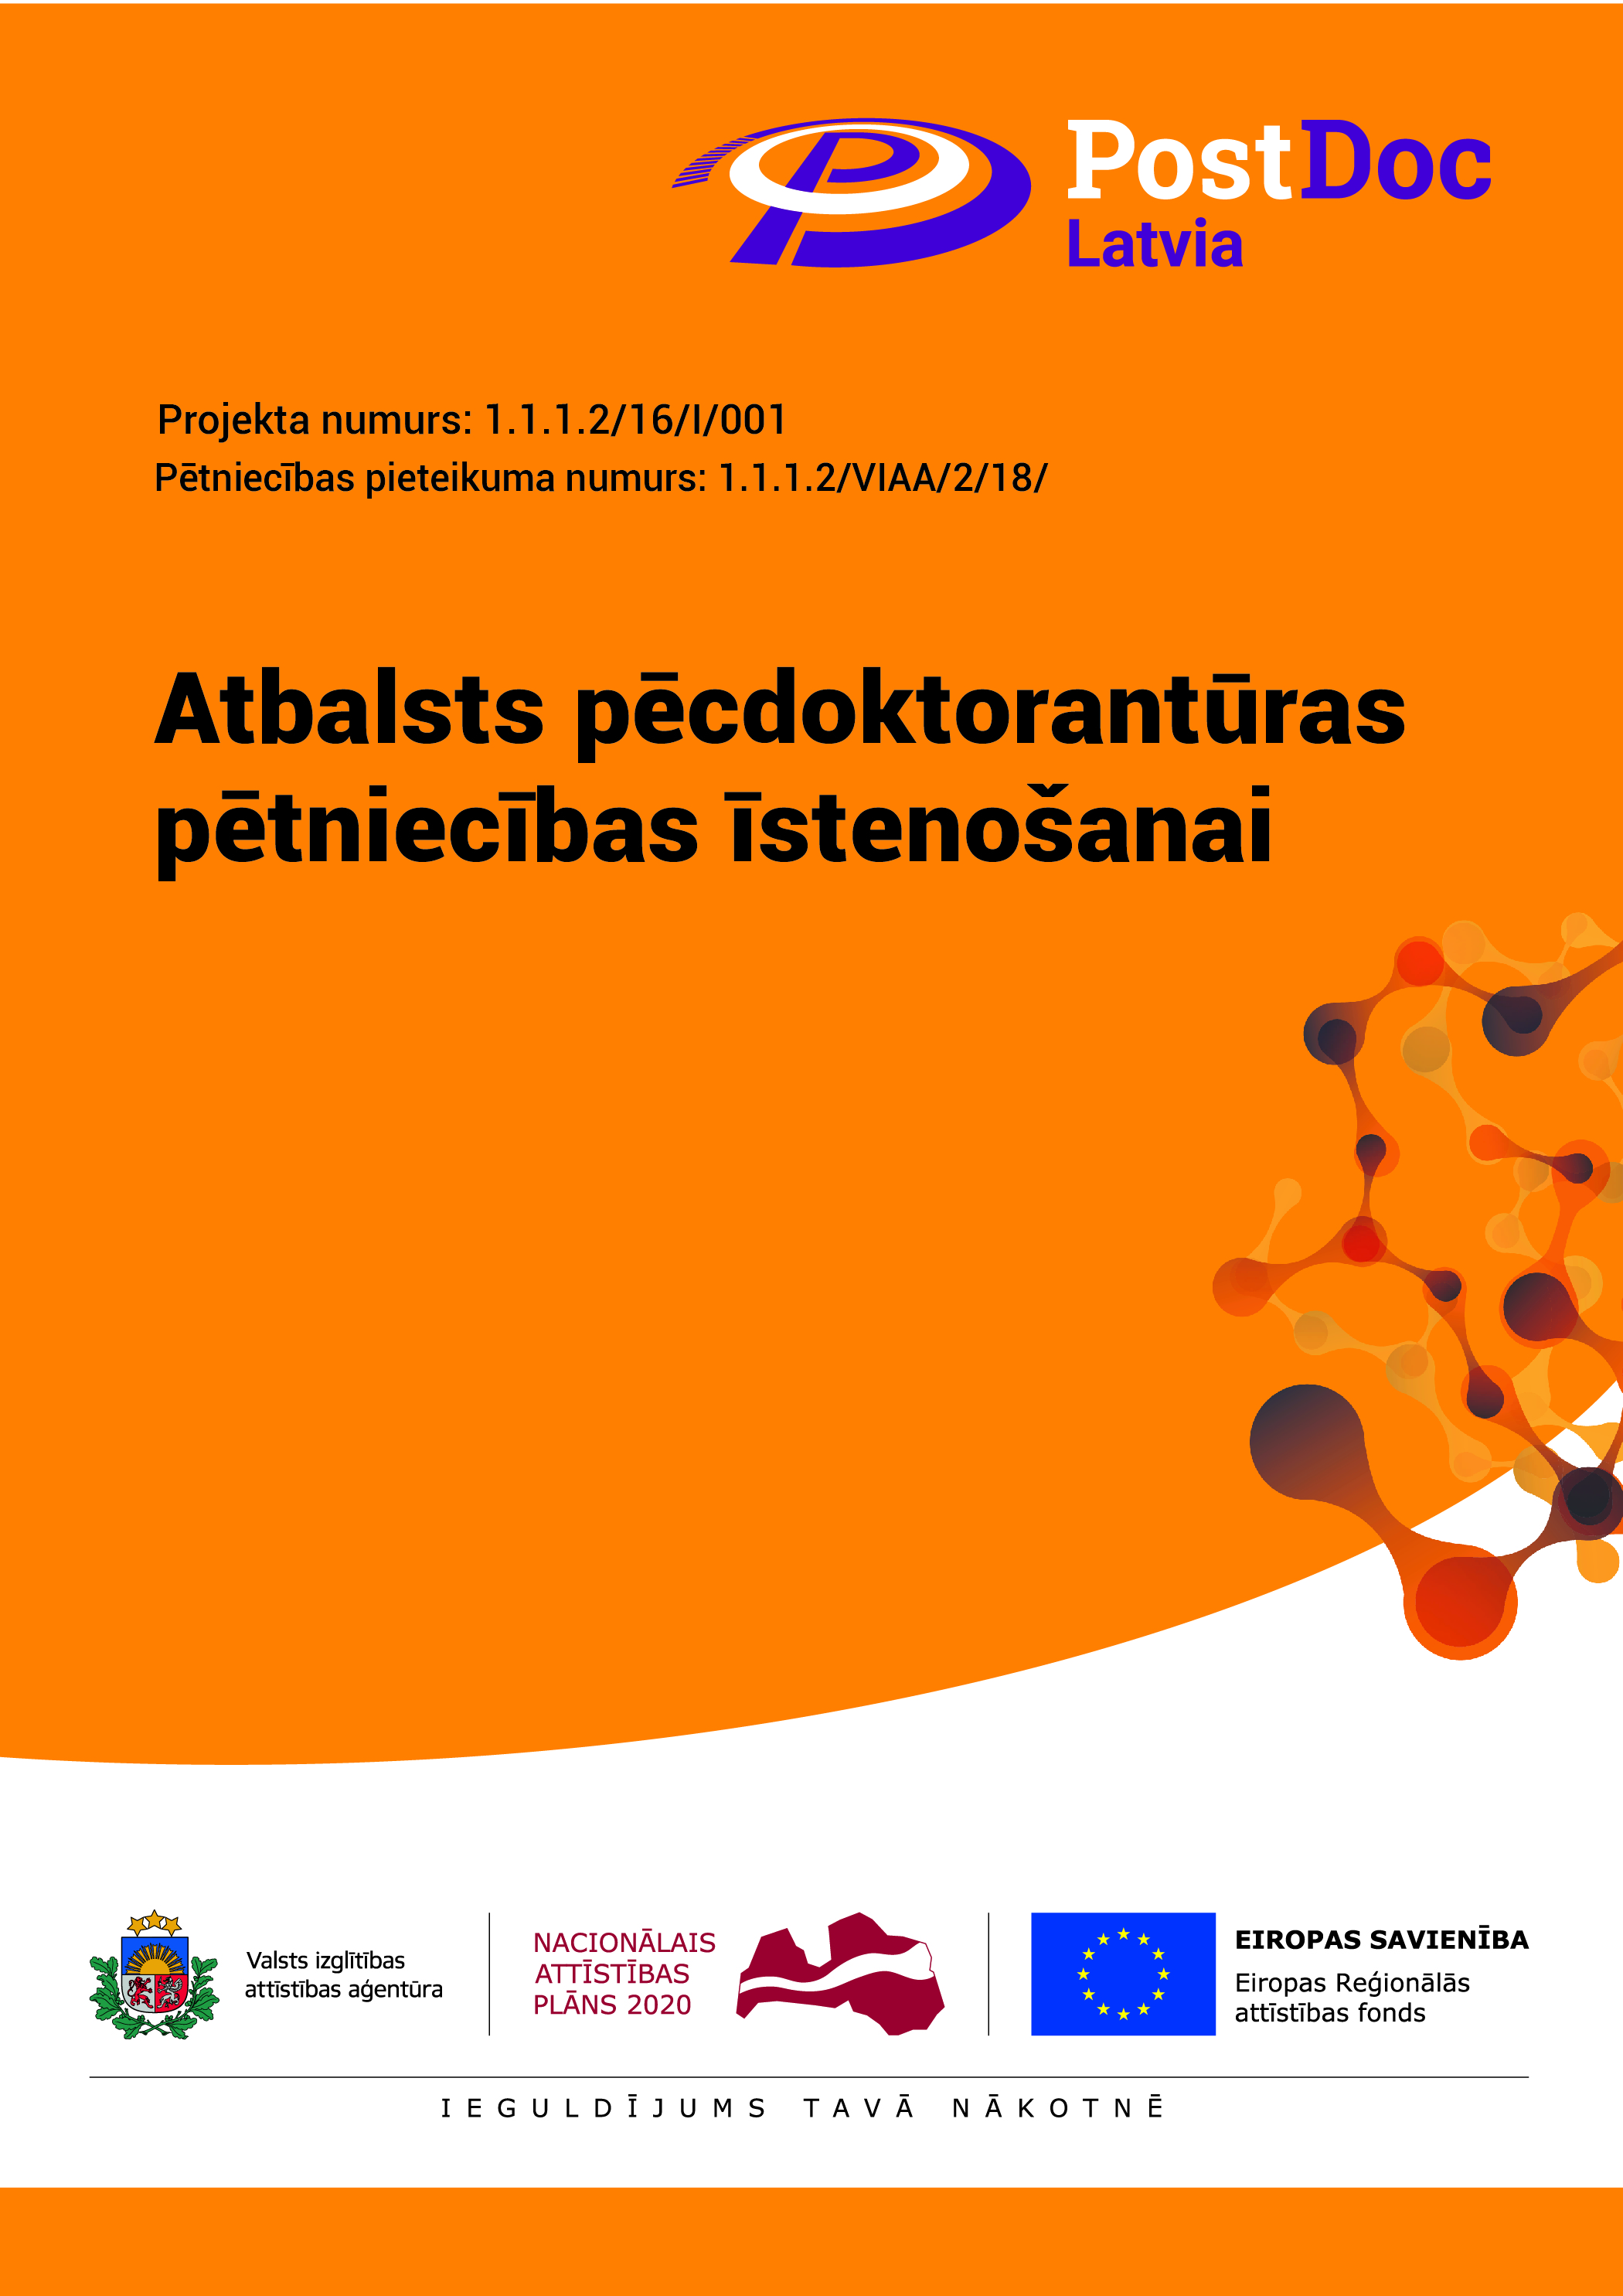 PostDoc
Latvia
Projekta numurs: 1.1.1.2/16/I/001
Pētniecības pieteikuma numurs: 1.1.1.2/VIAA/2/18/
Atbalsts pēcdoktorantūras
pētniecības īstenošanai
Valsts izglītības
attīstības aģentūra
NACIONĀLAIS
ATTĪSTĪBAS
PLĀNS 2020
EIROPAS SAVIENĪBA
Eiropas Reģionālās
attīstības fonds
IEGULDĪJUMS TAVĀ NĀKOTNĒ